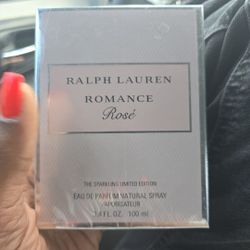 RALPH LAUREN
ROMANCE
Rosé
THE SPARKLING LIMITED EDITION
EAU DE PARFUM NATURAL SPRAY
VAPORISATEUR
3.4 FL. OZ. 100 ml